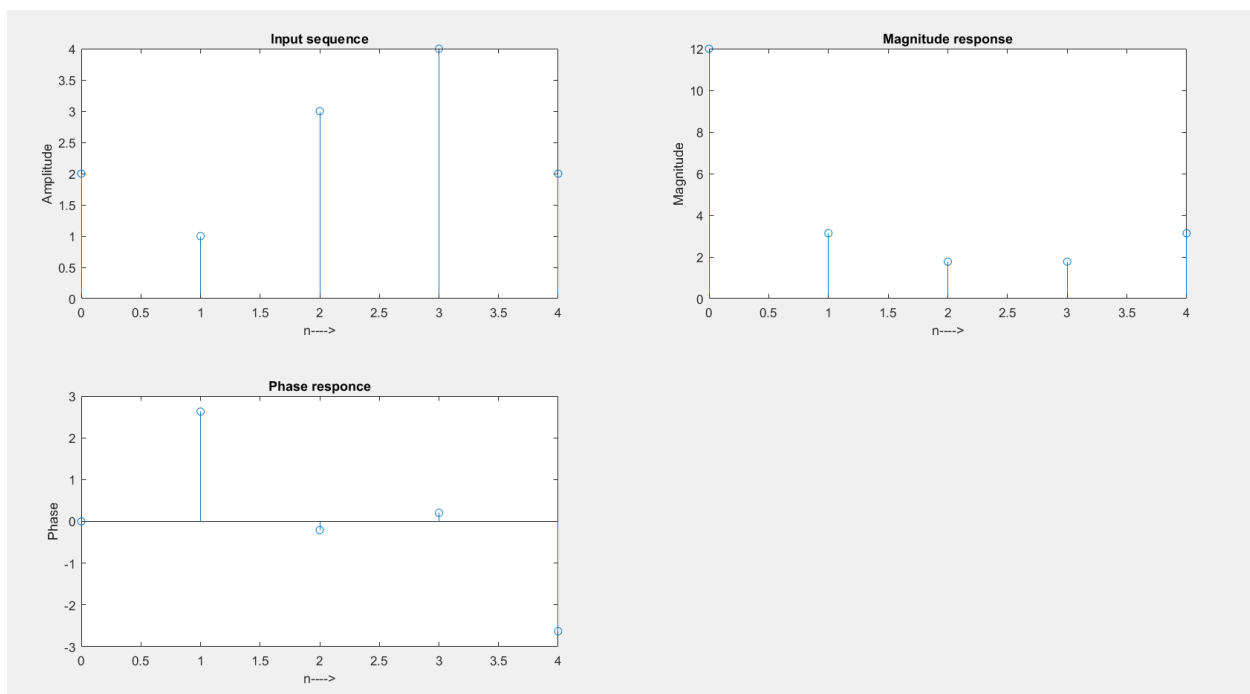 Input sequence
Amplitude
4
3.5
3
2.5
2
1.5
1
0.5
0
0 0.5 1 1.5 2 2.5 3 3.5 4
n---->
Magnitude response
Magnitude
12
10
8
6
4
2
0
0 0.5 1 1.5 2 2.5 3 3.5 4
n---->
Phase responce
Phase
3
2
1
0
-1
-2
-3
0 0.5 1 1.5 2 2.5 3 3.5 4
n---->